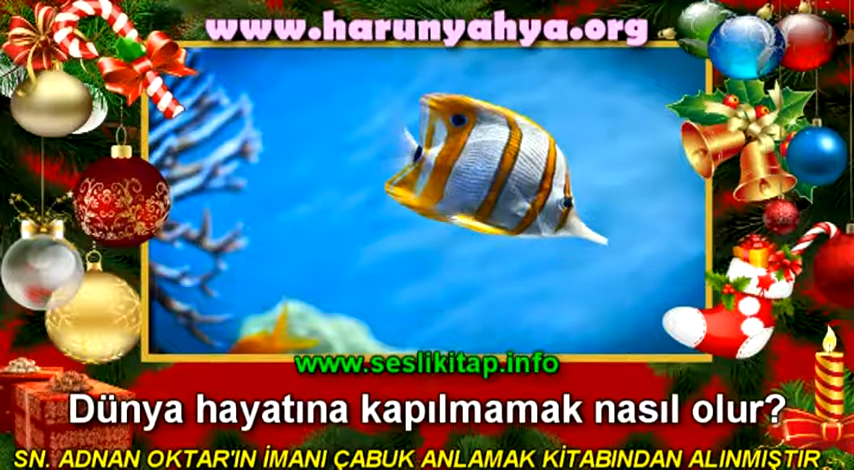 www.harunyahya.org
www.seslikitap.info
Dünya hayatına kapılmamak nasıl olur?
SN. ADNAN OKTAR'IN İMANI ÇABUK ANLAMAK KİTABINDAN ALINMIŞTIR